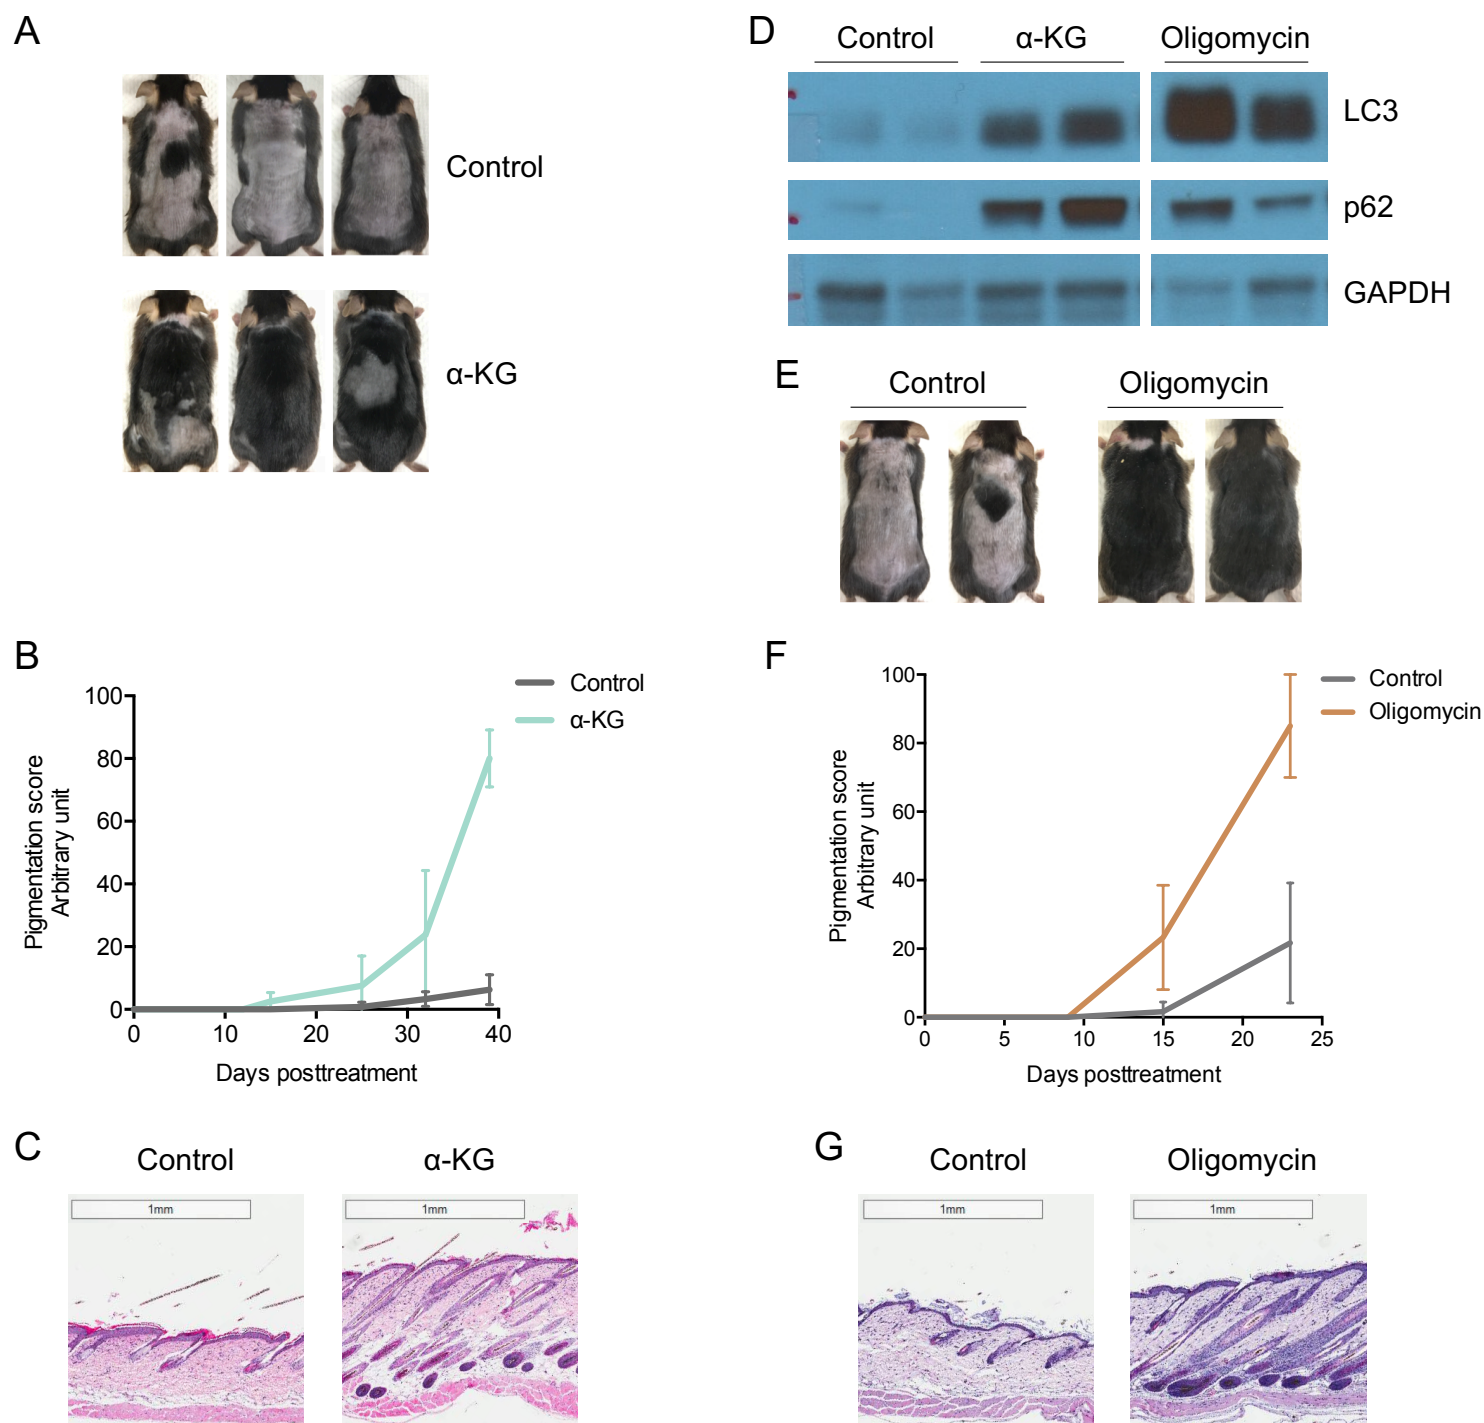 A
Control
α-KG
B
Control
α-KG
100
80
60
40
20
0
Pigmentation score
Arbitrary unit
0 10 20 30 40
Days posttreatment
C
Control α-KG
1mm 1mm
D
Control α-KG Oligomycin
LC3
p62
GAPDH
E
Control Oligomycin
F
Control
Oligomycin
100
80
60
40
20
0
Pigmentation score
Arbitrary unit
0 5 10 15 20 25
Days posttreatment
G
Control Oligomycin
1mm 1mm